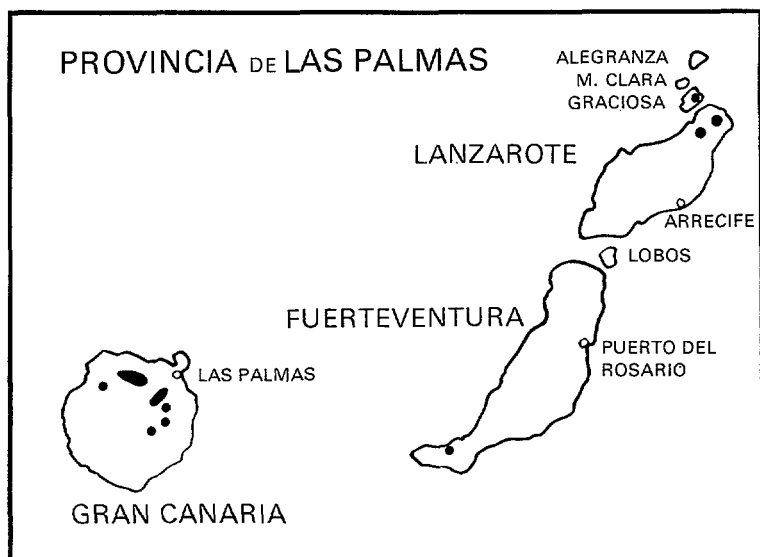 PROVINCIA DE LAS PALMAS
ALEGRANZA
M. CLARA
GRACIOSA
LANZAROTE
ARRECIFE
LOBOS
FUERTEVENTURA
PUERTO DEL
ROSARIO
LAS PALMAS
GRAN CANARIA